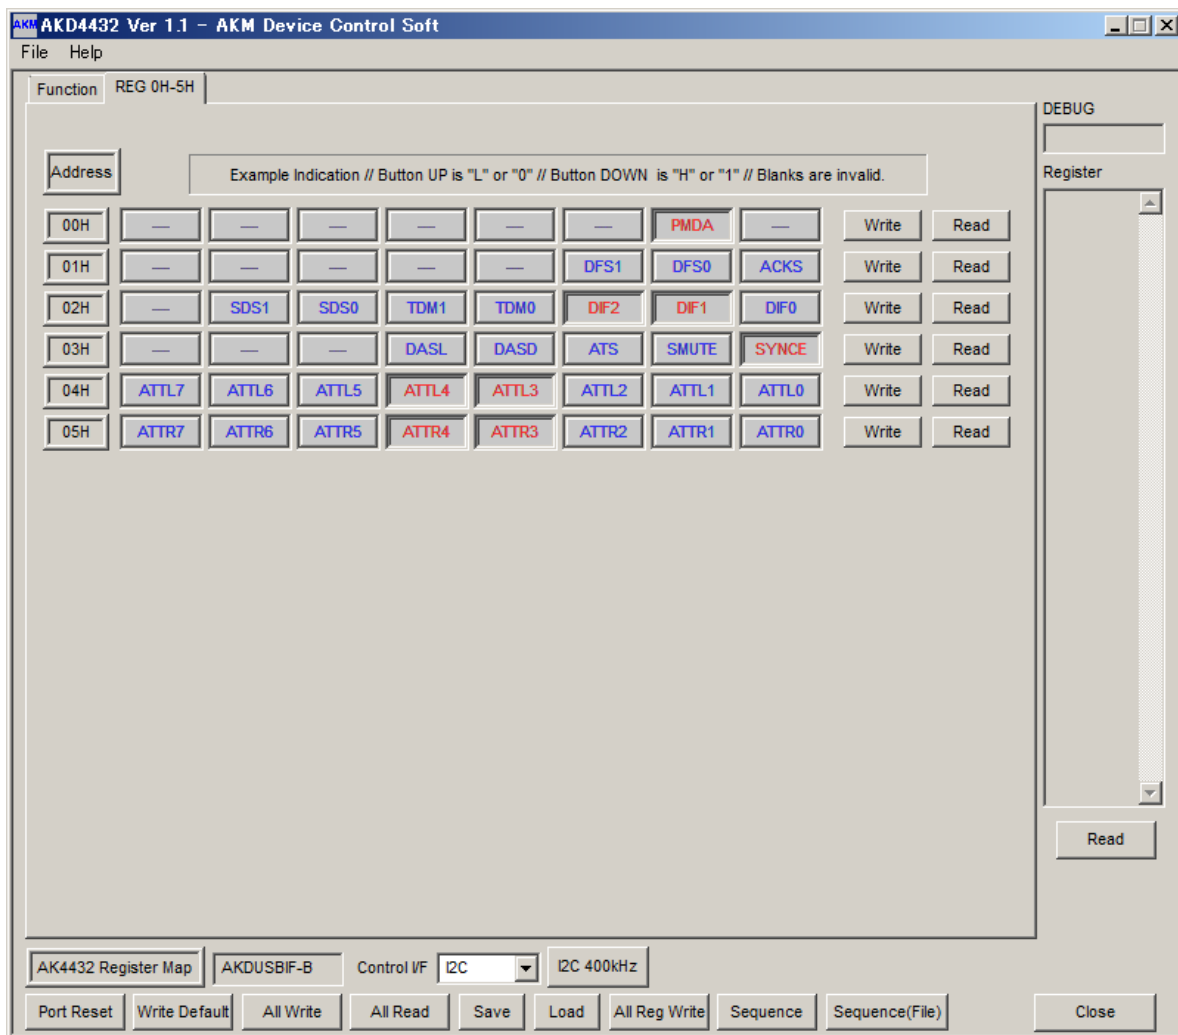 AKM AKD4432 Ver 1.1 - AKM Device Control Soft
File Help
Function REG 0H-5H
DEBUG
Address Example Indication // Button UP is "L" or "0" // Button DOWN is "H" or "1" // Blanks are invalid. Register
00H — — — — — — PMDA — Write Read
01H — — — — — DFS1 DFS0 ACKS Write Read
02H — SDS1 SDS0 TDM1 TDM0 DIF2 DIF1 DIF0 Write Read
03H — — — DASL DASD ATS SMUTE SYNCE Write Read
04H ATTL7 ATTL6 ATTL5 ATTL4 ATTL3 ATTL2 ATTL1 ATTL0 Write Read
05H ATTR7 ATTR6 ATTR5 ATTR4 ATTR3 ATTR2 ATTR1 ATTR0 Write Read
Read
AK4432 Register Map AKDUSBIF-B Control I/F I2C I2C 400kHz
Port Reset Write Default All Write All Read Save Load All Reg Write Sequence Sequence(File) Close